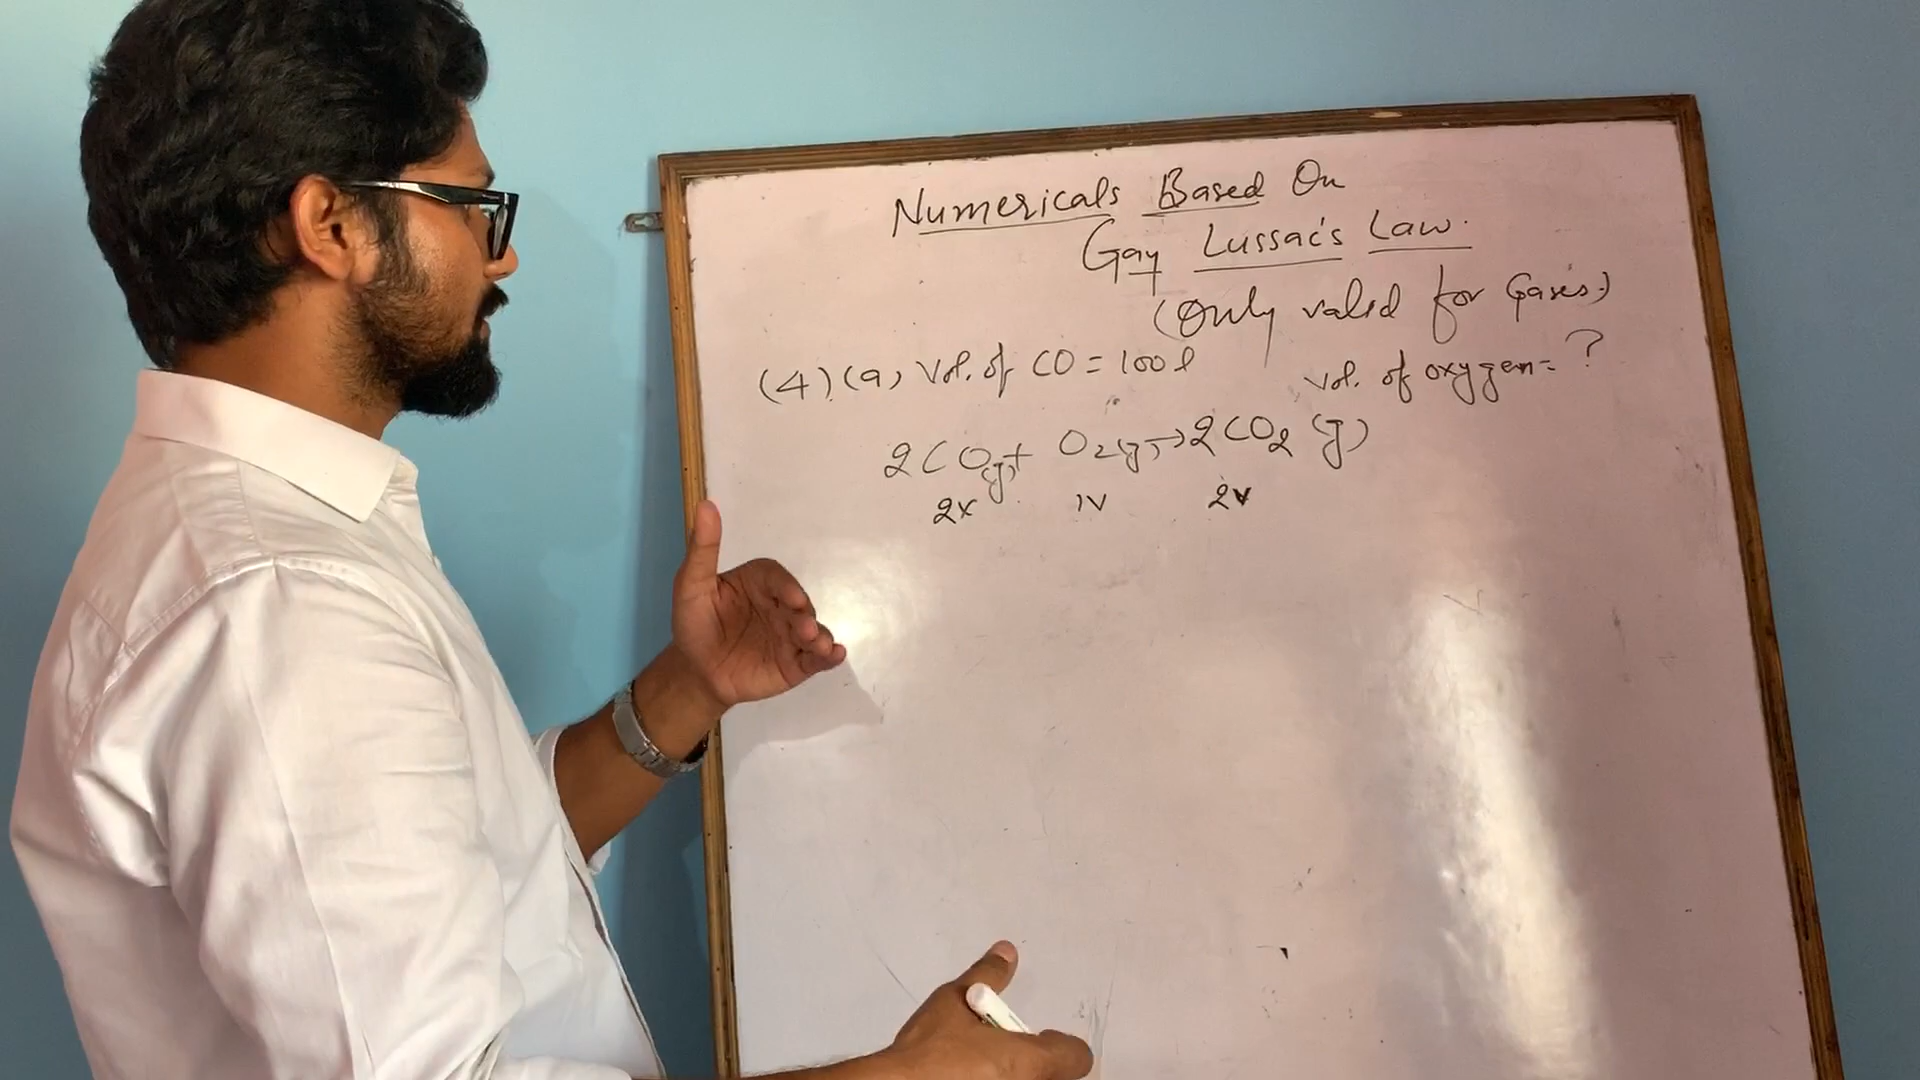 Numericals Based On
Gay Lussac's Law.
(Only valid for Gases.)
(4) (a) Vol. of CO = 100 l vol. of oxygen = ?
2CO(g) + O2(g) → 2CO2(g)
2V 1V 2V